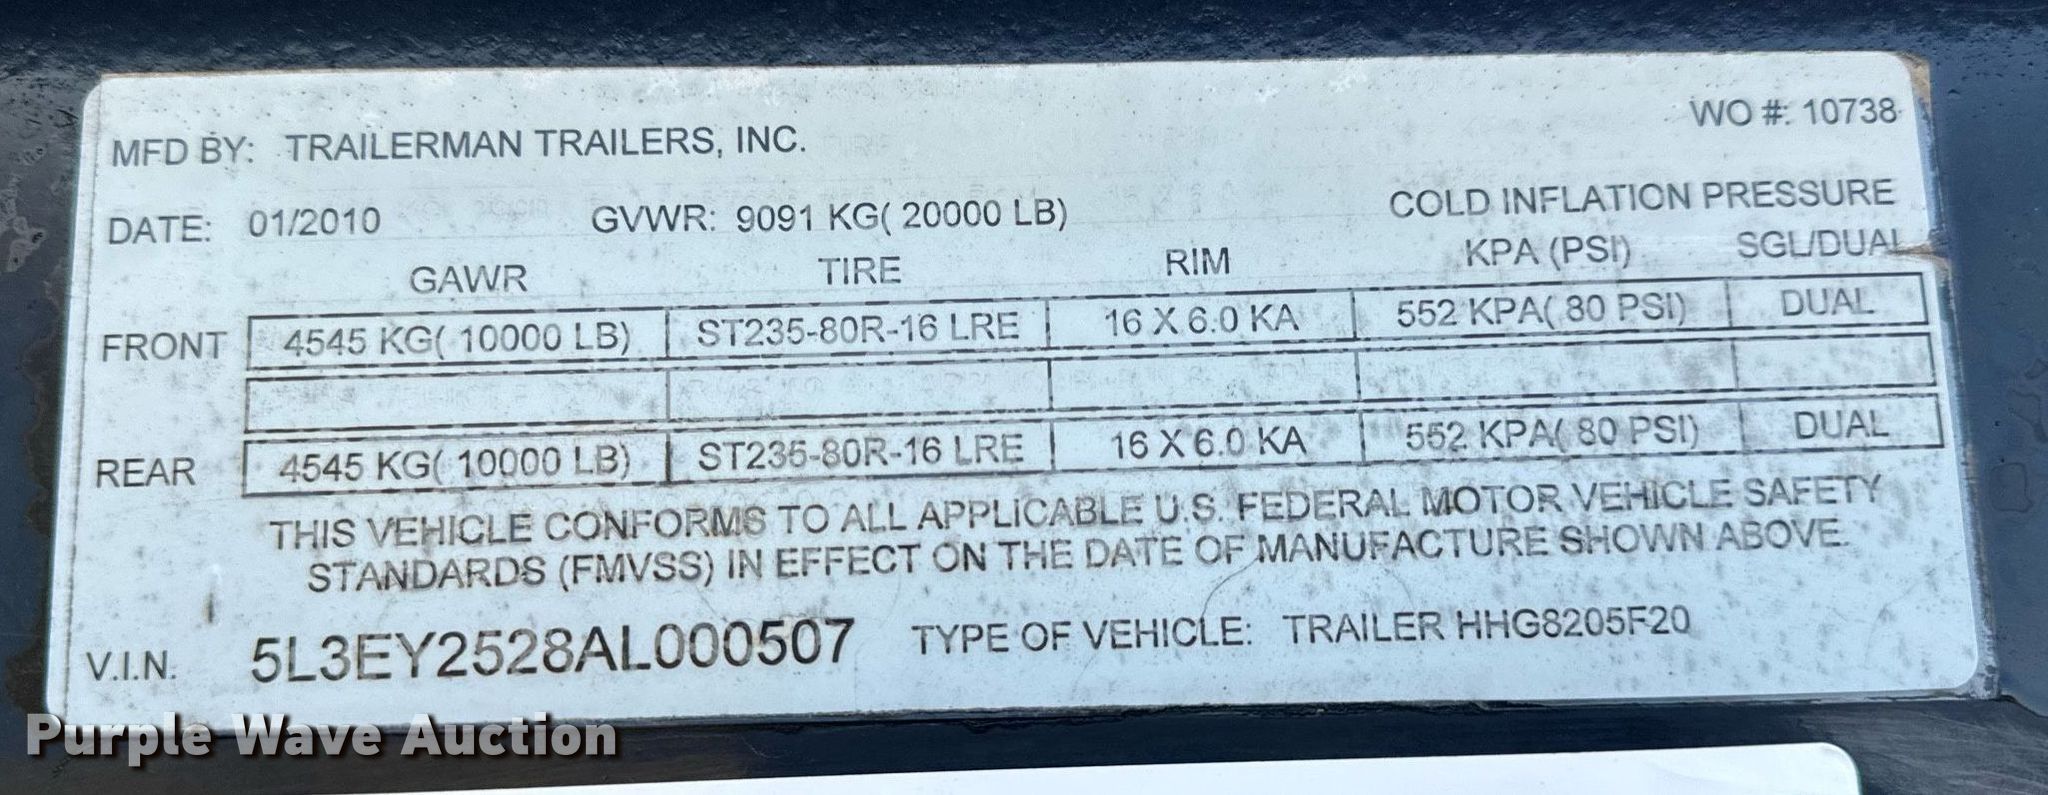 WO #: 10738
MFD BY: TRAILERMAN TRAILERS, INC.
DATE: 01/2010 GVWR: 9091 KG( 20000 LB) COLD INFLATION PRESSURE
GAWR TIRE RIM KPA (PSI) SGL/DUAL
FRONT 4545 KG( 10000 LB) ST235-80R-16 LRE 16 X 6.0 KA 552 KPA( 80 PSI) DUAL
REAR 4545 KG( 10000 LB) ST235-80R-16 LRE 16 X 6.0 KA 552 KPA( 80 PSI) DUAL
THIS VEHICLE CONFORMS TO ALL APPLICABLE U.S. FEDERAL MOTOR VEHICLE SAFETY
STANDARDS (FMVSS) IN EFFECT ON THE DATE OF MANUFACTURE SHOWN ABOVE.
V.I.N. 5L3EY2528AL000507 TYPE OF VEHICLE: TRAILER HHG8205F20
Purple Wave Auction